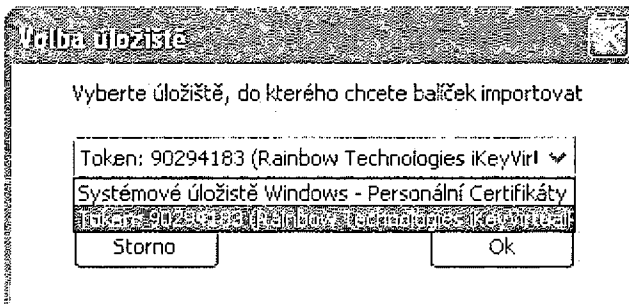 Volba úložiště
Vyberte úložiště, do kterého chcete balíček importovat
Token: 90294183 (Rainbow Technologies iKeyVirl
Systémové úložistě Windows - Personální Certifikáty
Token: 90294183 (Rainbow Technologies iKeyVirtual
Storno
Ok